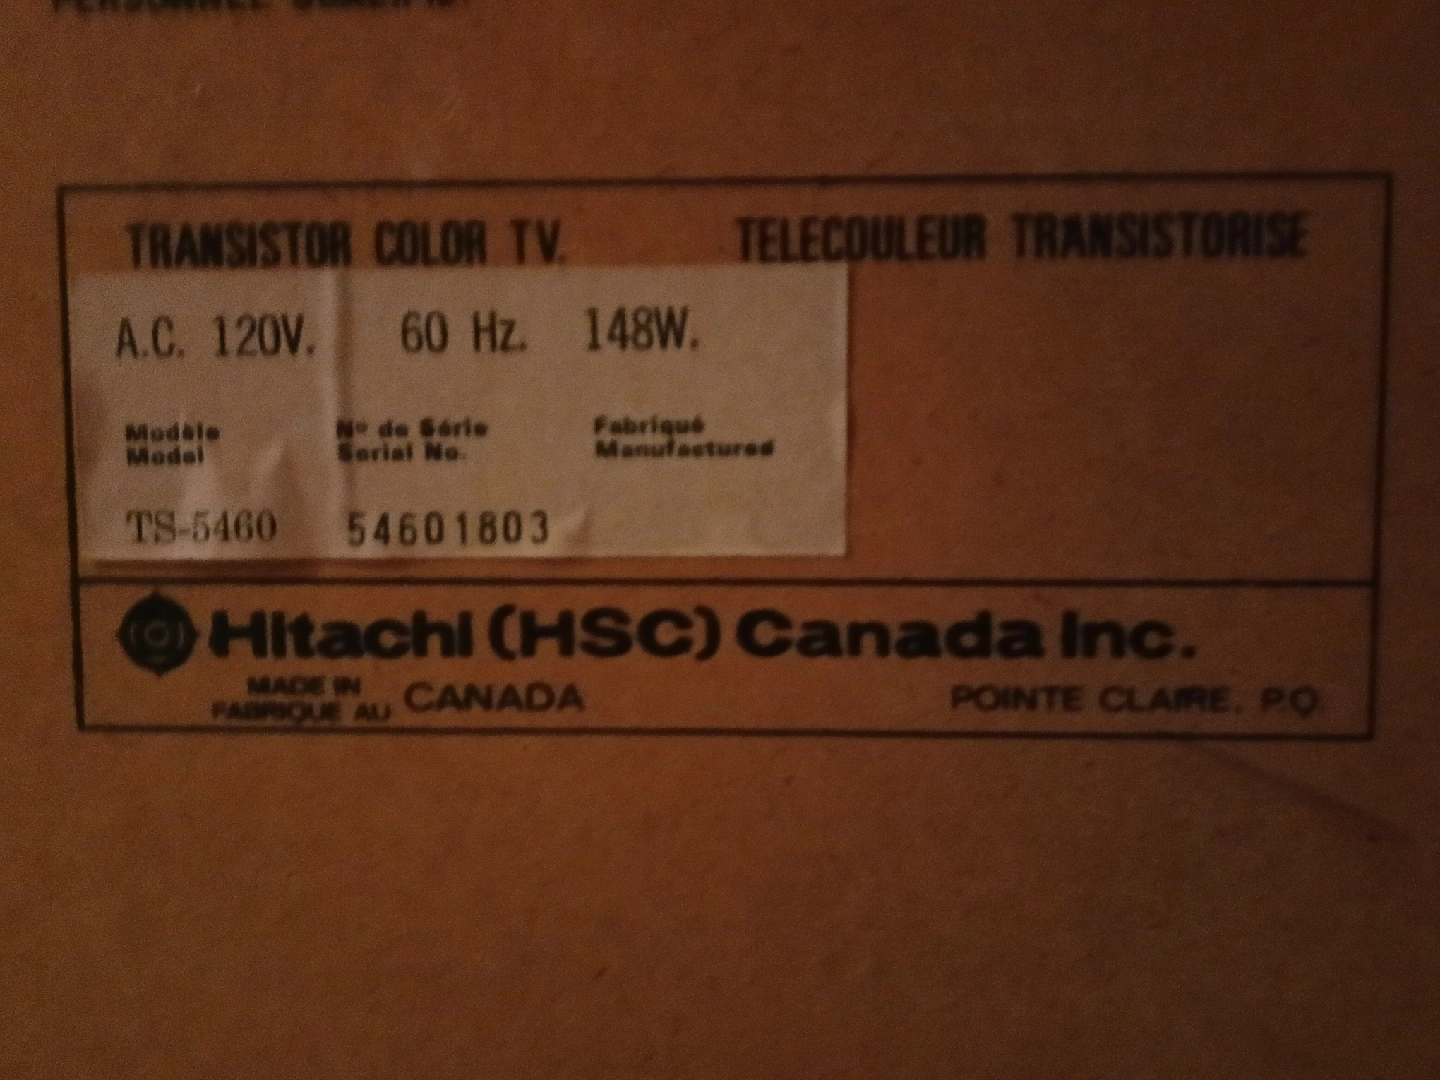 TRANSISTOR COLOR TV. TELECOULEUR TRANSISTORISE
A.C. 120V. 60 Hz. 148W.
Modèle Nº de Série Fabriqué
Model Serial No. Manufactured
TS-5460 54601803
Hitachi (HSC) Canada Inc.
MADE IN
FABRIQUE AU CANADA POINTE CLAIRE, P.Q.